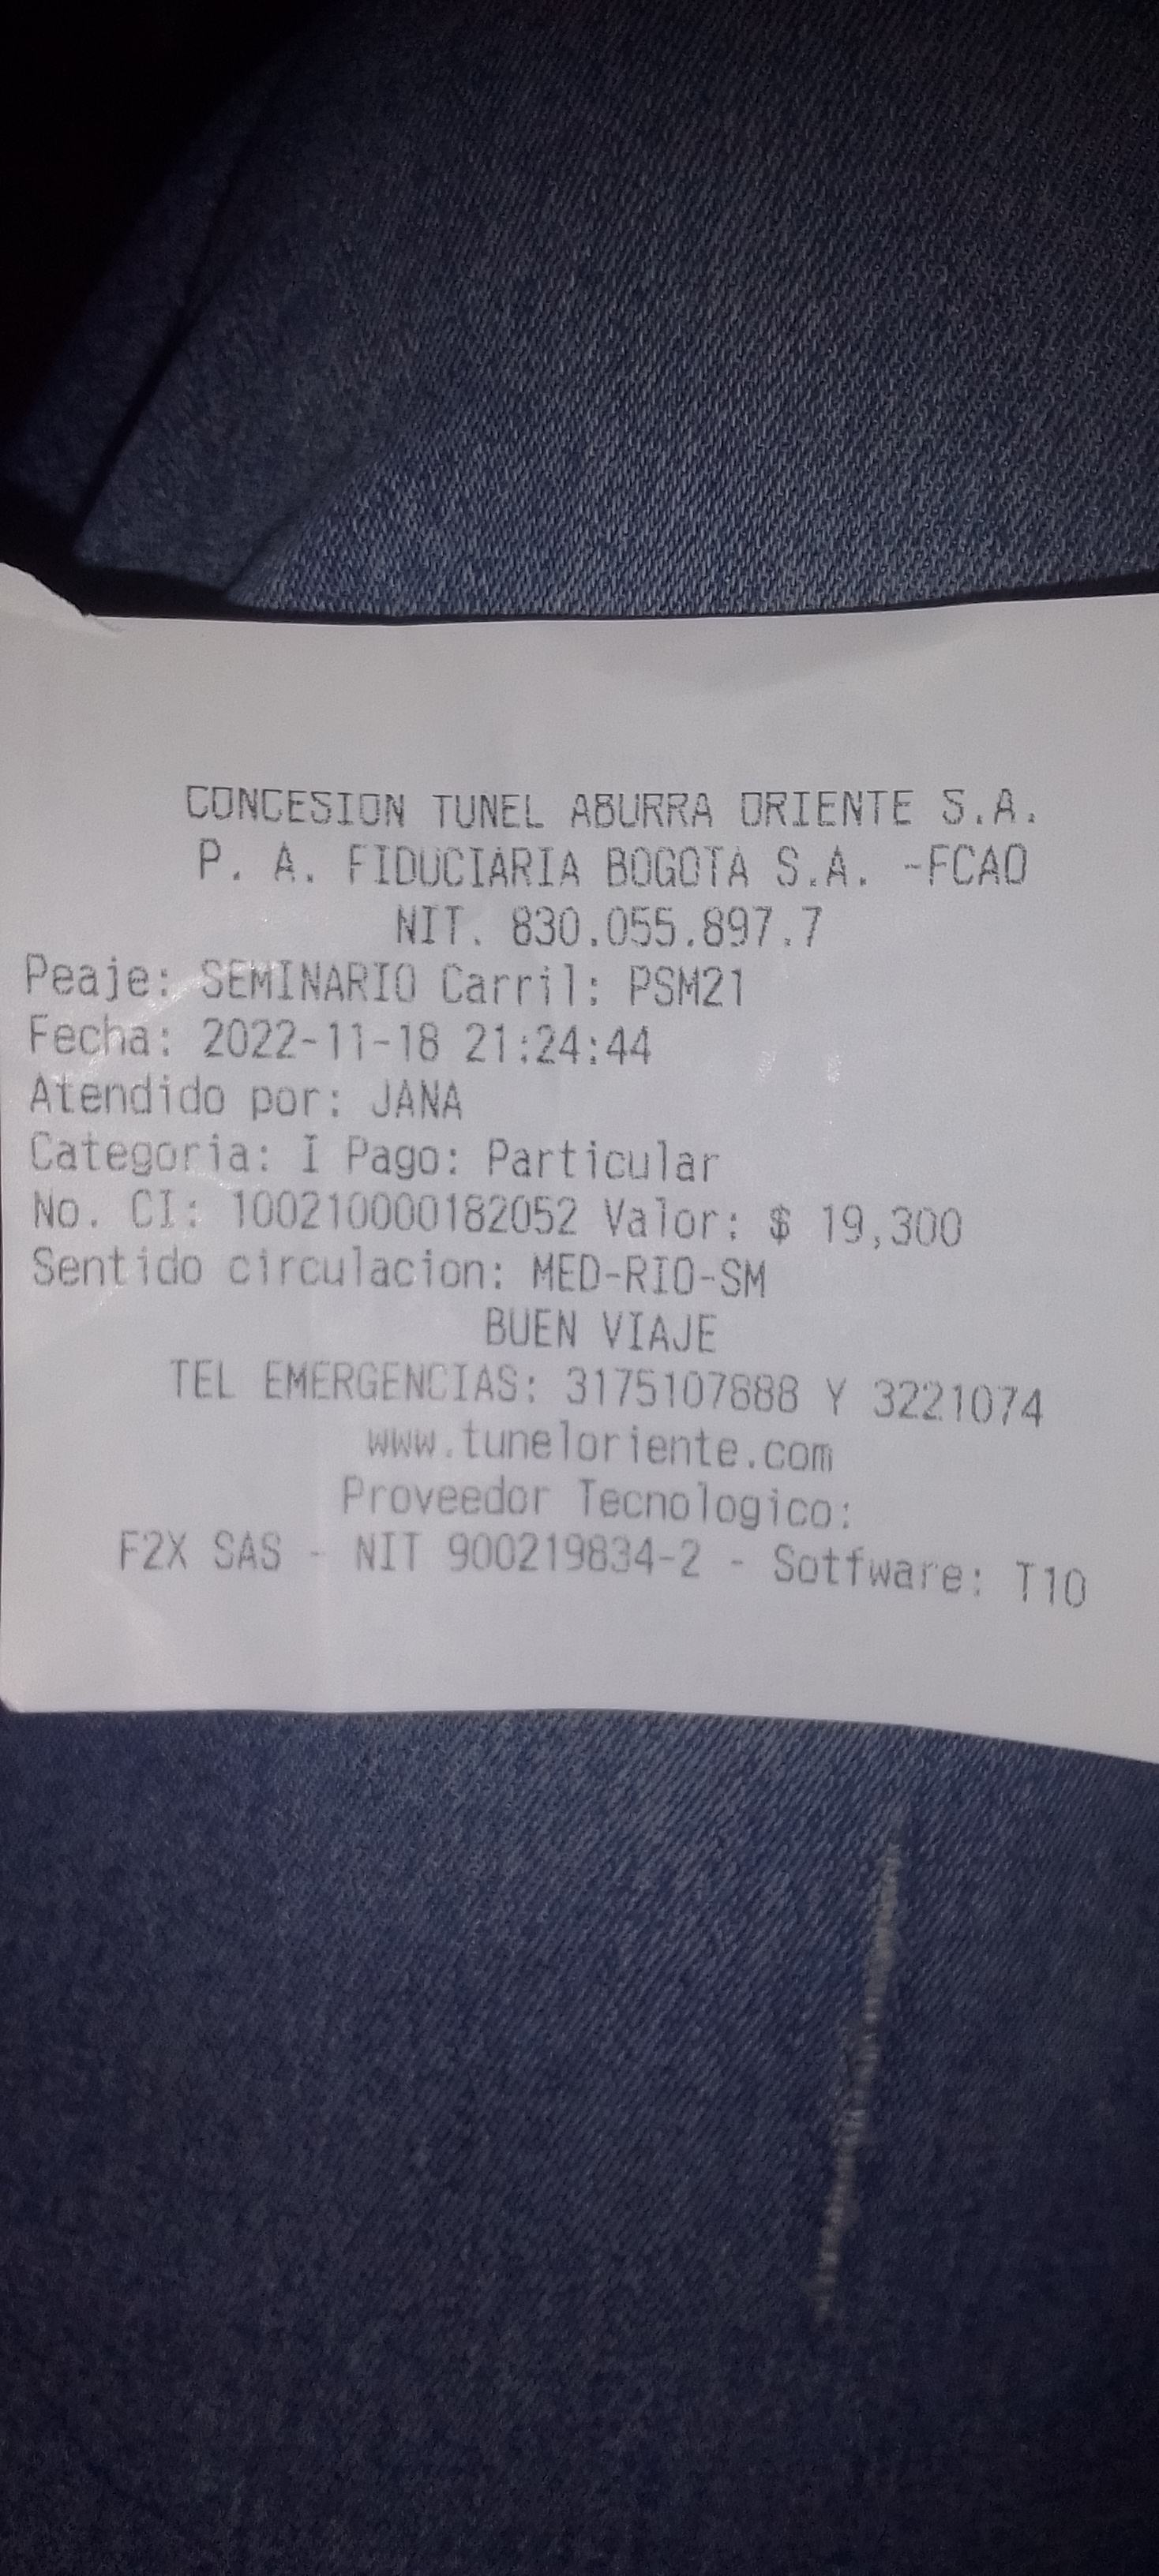 CONCESION TUNEL ABURRA ORIENTE S.A.
P. A. FIDUCIARIA BOGOTA S.A. -FCAO
NIT. 830.055.897.7
Peaje: SEMINARIO Carril: PSM21
Fecha: 2022-11-18 21:24:44
Atendido por: JANA
Categoria: I Pago: Particular
No. CI: 100210000182052 Valor: $ 19,300
Sentido circulacion: MED-RIO-SM
BUEN VIAJE
TEL EMERGENCIAS: 3175107888 Y 3221074
www.tuneloriente.com
Proveedor Tecnologico:
F2X SAS - NIT 900219834-2 - Sotfware: T10